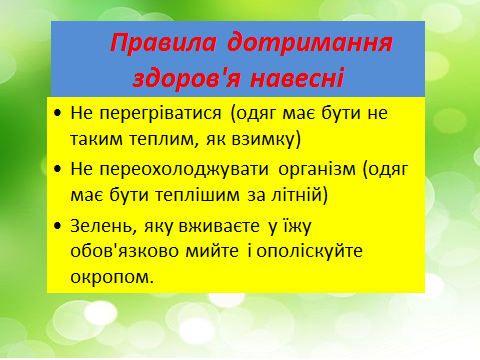 Правила дотримання
здоров'я навесні
• Не перегріватися (одяг має бути не
таким теплим, як взимку)
• Не переохолоджувати організм (одяг
має бути теплішим за літній)
• Зелень, яку вживаєте у їжу
обов'язково мийте і ополіскуйте
окропом.